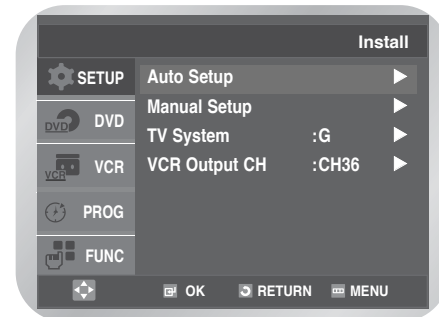 Install
SETUP
Auto Setup
Manual Setup
DVD DVD
TV System :G
VCR VCR
VCR Output CH :CH36
PROG
FUNC
OK RETURN MENU